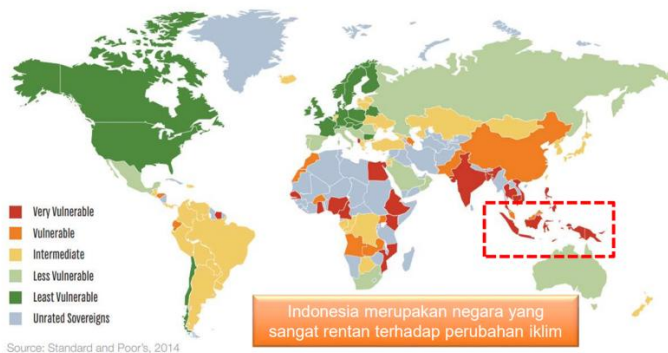 Very Vulnerable
Vulnerable
Intermediate
Less Vulnerable
Least Vulnerable
Unrated Sovereigns
Indonesia merupakan negara yang
sangat rentan terhadap perubahan iklim
Source: Standard and Poor's, 2014